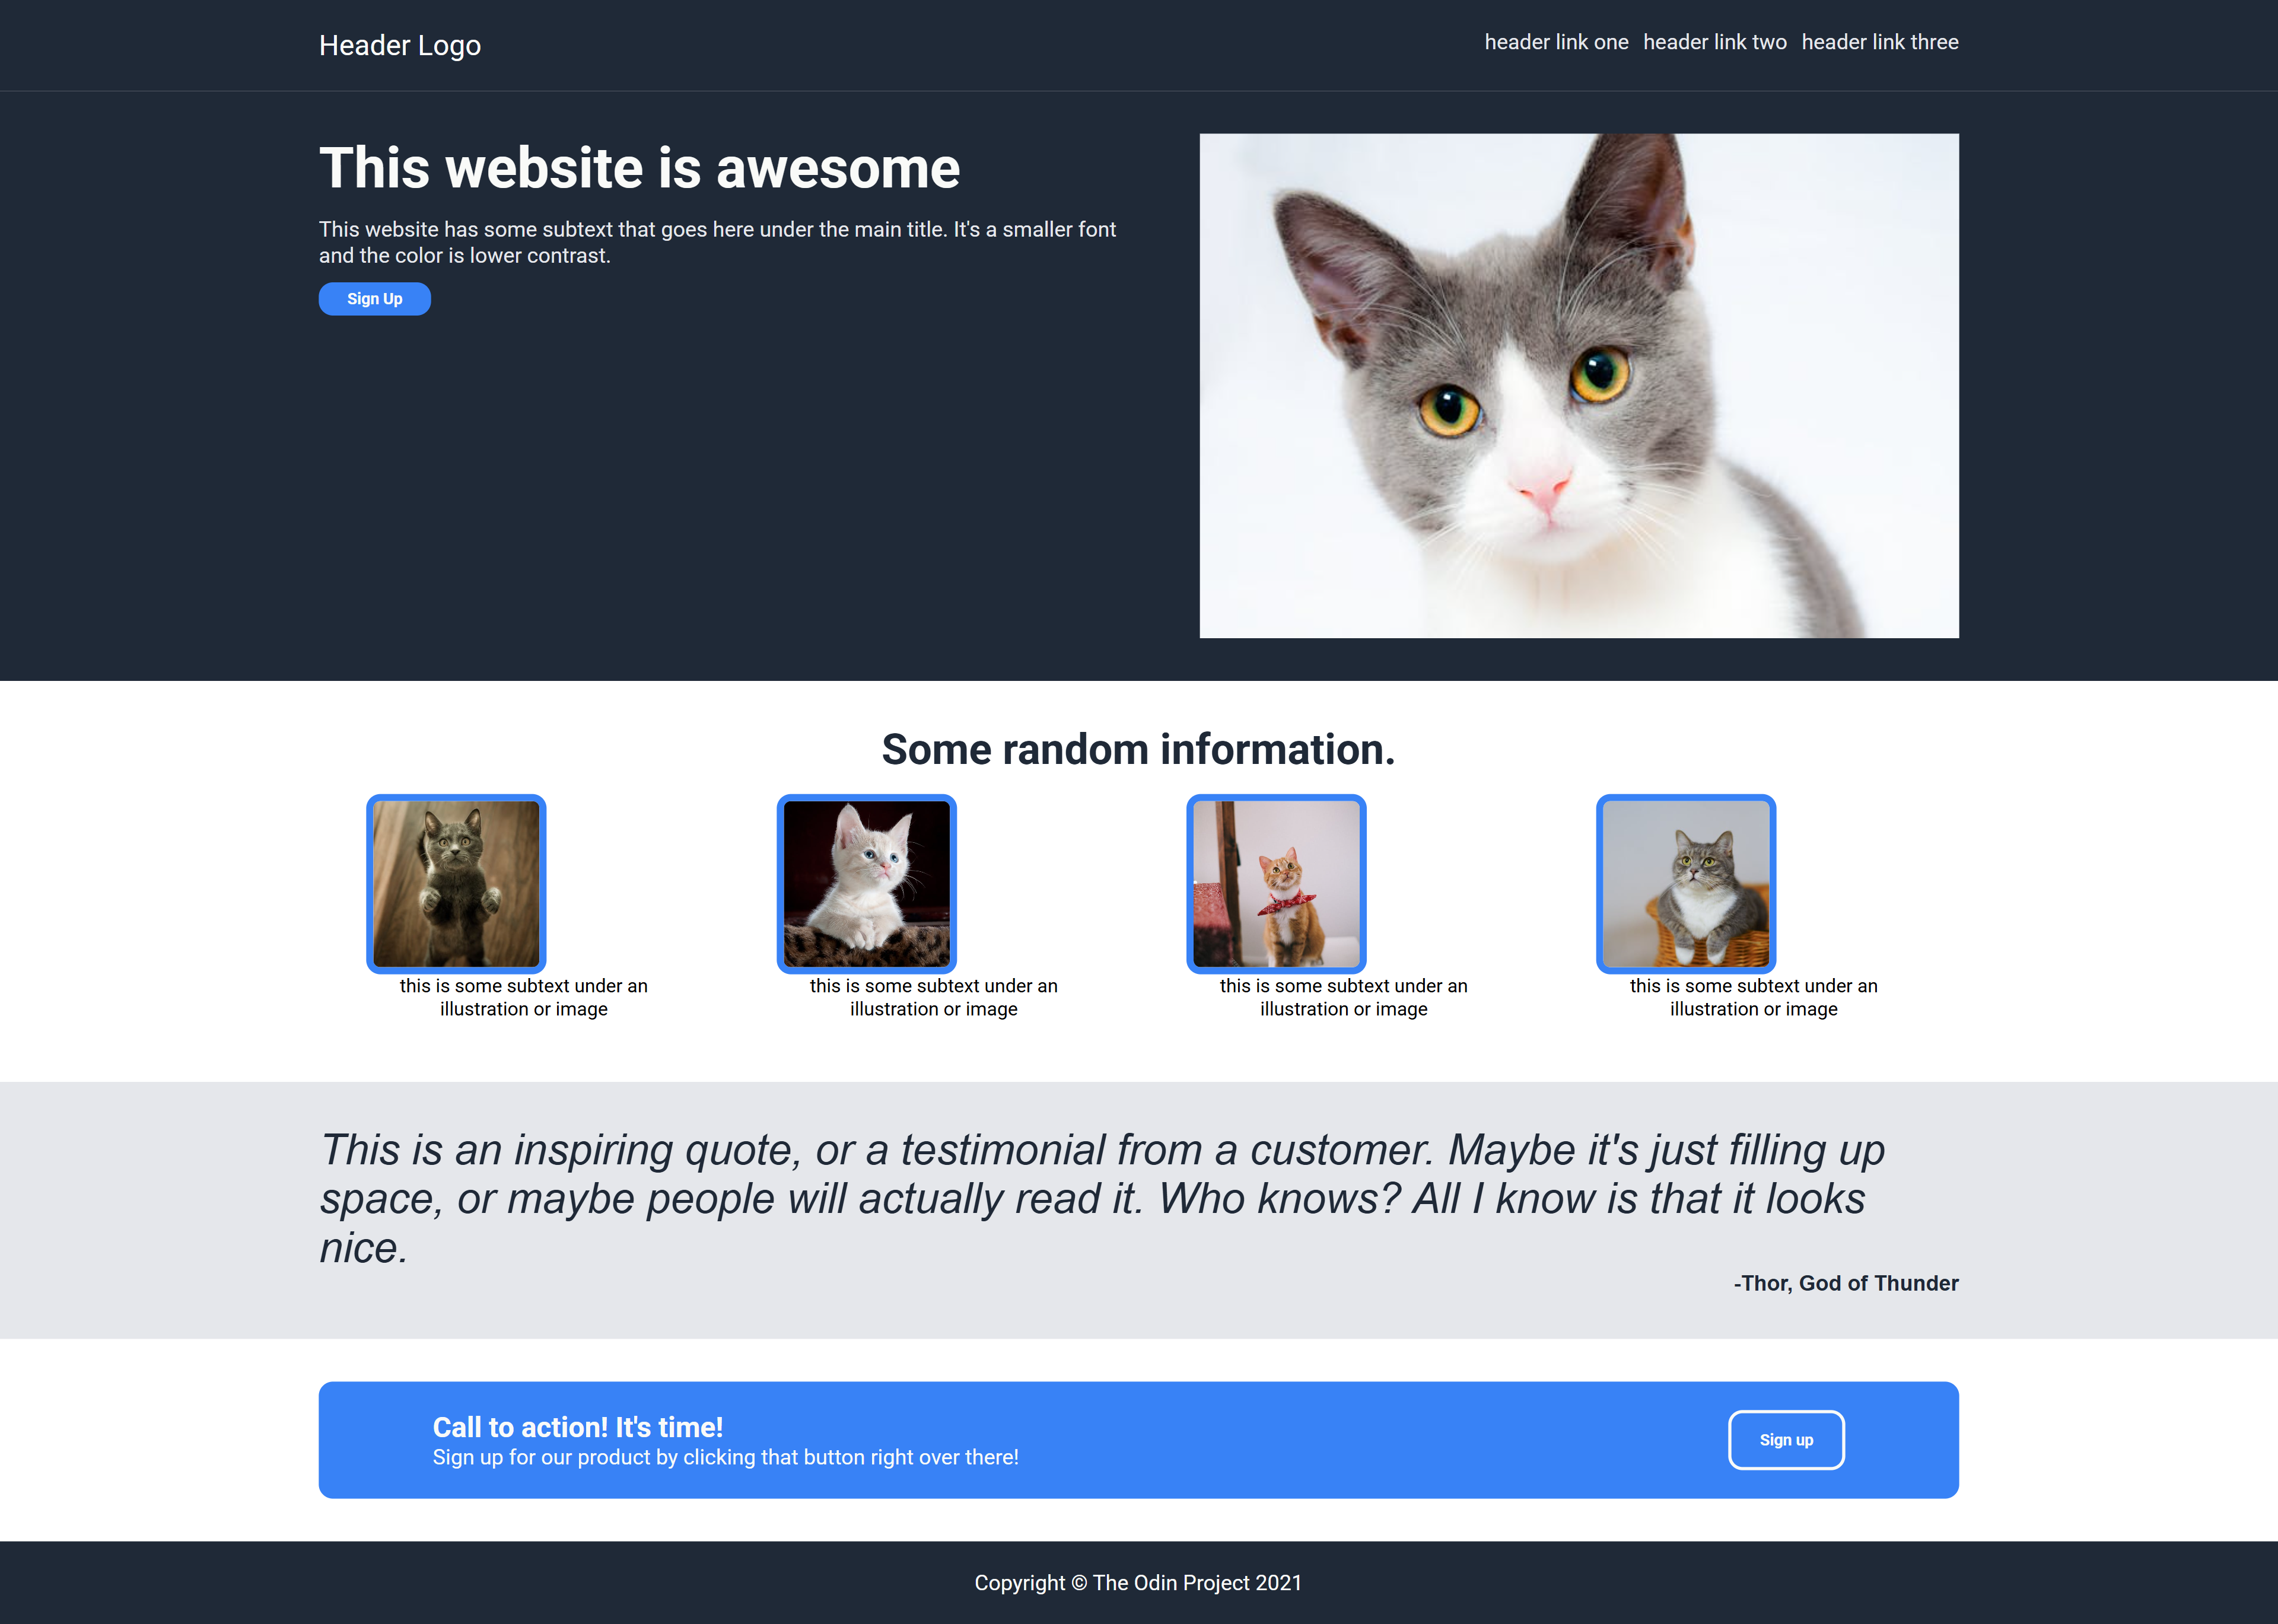 Header Logo
header link one header link two header link three
This website is awesome
This website has some subtext that goes here under the main title. It's a smaller font
and the color is lower contrast.
Sign Up
Some random information.
this is some subtext under an
illustration or image
this is some subtext under an
illustration or image
this is some subtext under an
illustration or image
this is some subtext under an
illustration or image
This is an inspiring quote, or a testimonial from a customer. Maybe it's just filling up
space, or maybe people will actually read it. Who knows? All I know is that it looks
nice.
-Thor, God of Thunder
Call to action! It's time!
Sign up for our product by clicking that button right over there!
Sign up
Copyright © The Odin Project 2021